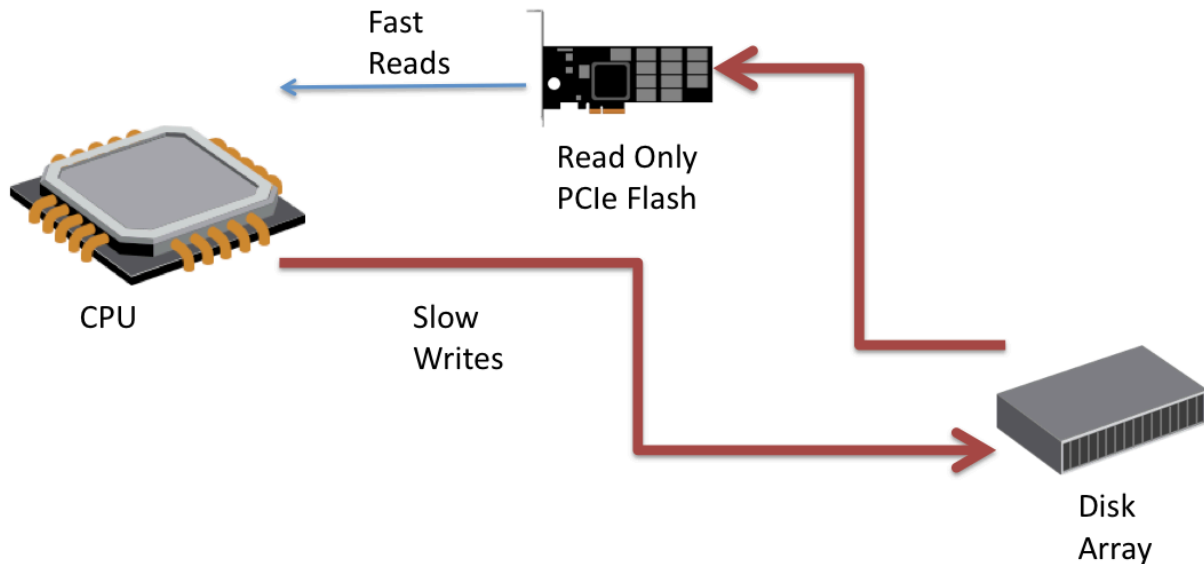 Fast
Reads
Read Only
PCIe Flash
CPU
Slow
Writes
Disk
Array